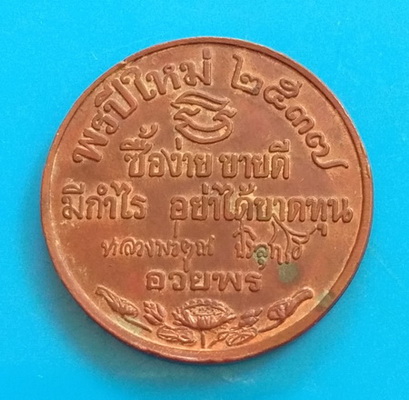 พรปีใหม่ ๒๕๓๗
ซื้อง่าย ขายดี
มีกำไร อย่าได้ขาดทุน
หลวงพ่อคูณ ปริสุทโธ
อวยพร